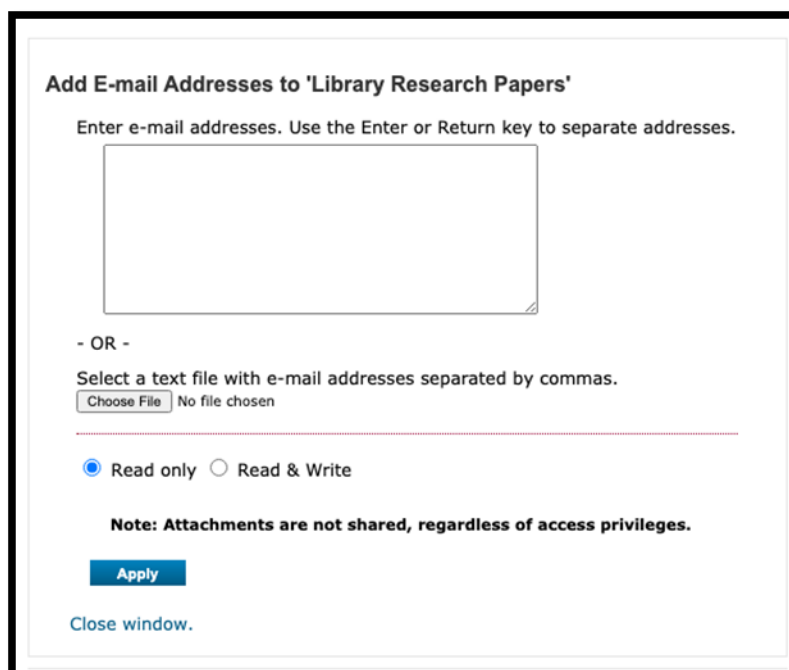 Add E-mail Addresses to 'Library Research Papers'
Enter e-mail addresses. Use the Enter or Return key to separate addresses.
- OR -
Select a text file with e-mail addresses separated by commas.
Choose File No file chosen
Read only Read & Write
Note: Attachments are not shared, regardless of access privileges.
Apply
Close window.